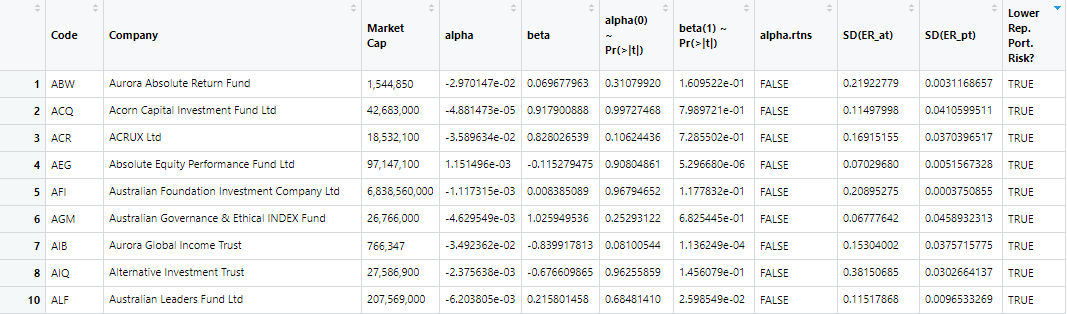 Code Company Market Cap alpha beta alpha(0) ~ Pr(>|t|) beta(1) ~ Pr(>|t|) alpha.rtns SD(ER_at) SD(ER_pt) Lower Rep. Port. Risk?
1 ABW Aurora Absolute Return Fund 1,544,850 -2.970147e-02 0.069677963 0.31079920 1.609522e-01 FALSE 0.21922779 0.0031168657 TRUE
2 ACQ Acorn Capital Investment Fund Ltd 42,683,000 -4.881473e-05 0.917900888 0.99727468 7.989721e-01 FALSE 0.11497998 0.0410599511 TRUE
3 ACR ACRUX Ltd 18,532,100 -3.589634e-02 0.828026539 0.10624436 7.285502e-01 FALSE 0.16915155 0.0370396517 TRUE
4 AEG Absolute Equity Performance Fund Ltd 97,147,100 1.151496e-03 -0.115279475 0.90804861 5.296680e-06 FALSE 0.07029680 0.0051567328 TRUE
5 AFI Australian Foundation Investment Company Ltd 6,838,560,000 -1.117315e-03 0.008385089 0.96794652 1.177832e-01 FALSE 0.20895275 0.0003750855 TRUE
6 AGM Australian Governance & Ethical INDEX Fund 26,766,000 -4.629549e-03 1.025949536 0.25293122 6.825445e-01 FALSE 0.06777642 0.0458932313 TRUE
7 AIB Aurora Global Income Trust 766,347 -3.492362e-02 -0.839917813 0.08100544 1.136249e-04 FALSE 0.15304002 0.0375715775 TRUE
8 AIQ Alternative Investment Trust 27,586,900 -2.375638e-03 -0.676609865 0.96255859 1.456079e-01 FALSE 0.38150685 0.0302664137 TRUE
10 ALF Australian Leaders Fund Ltd 207,569,000 -6.203805e-03 0.215801458 0.68481410 2.598549e-02 FALSE 0.11517868 0.0096533269 TRUE